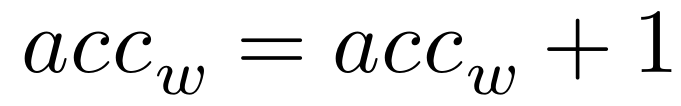 acc_w = acc_w + 1